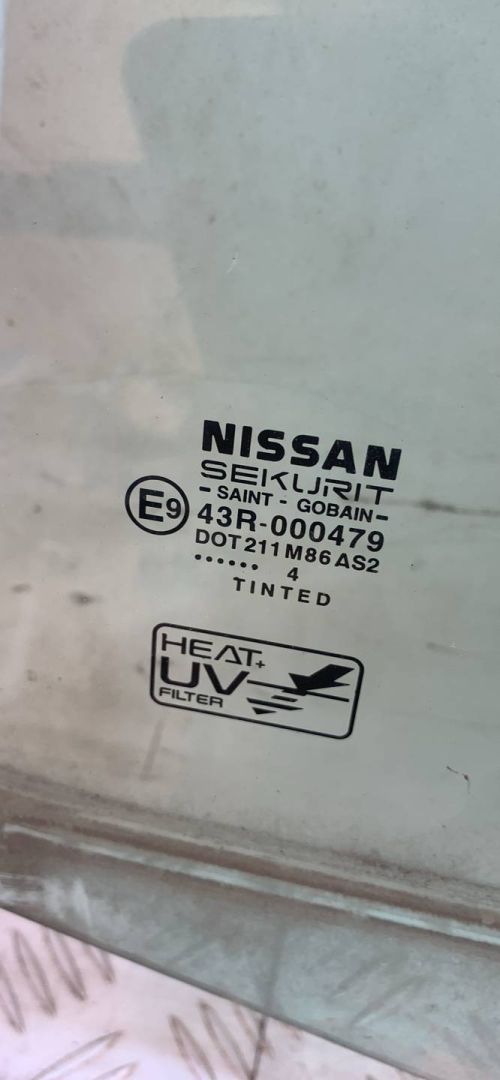 NISSAN
SEKURIT
- SAINT - GOBAIN -
E9
43R-000479
DOT 211 M86 AS2
...... 4
TINTED
HEAT+
UV
FILTER